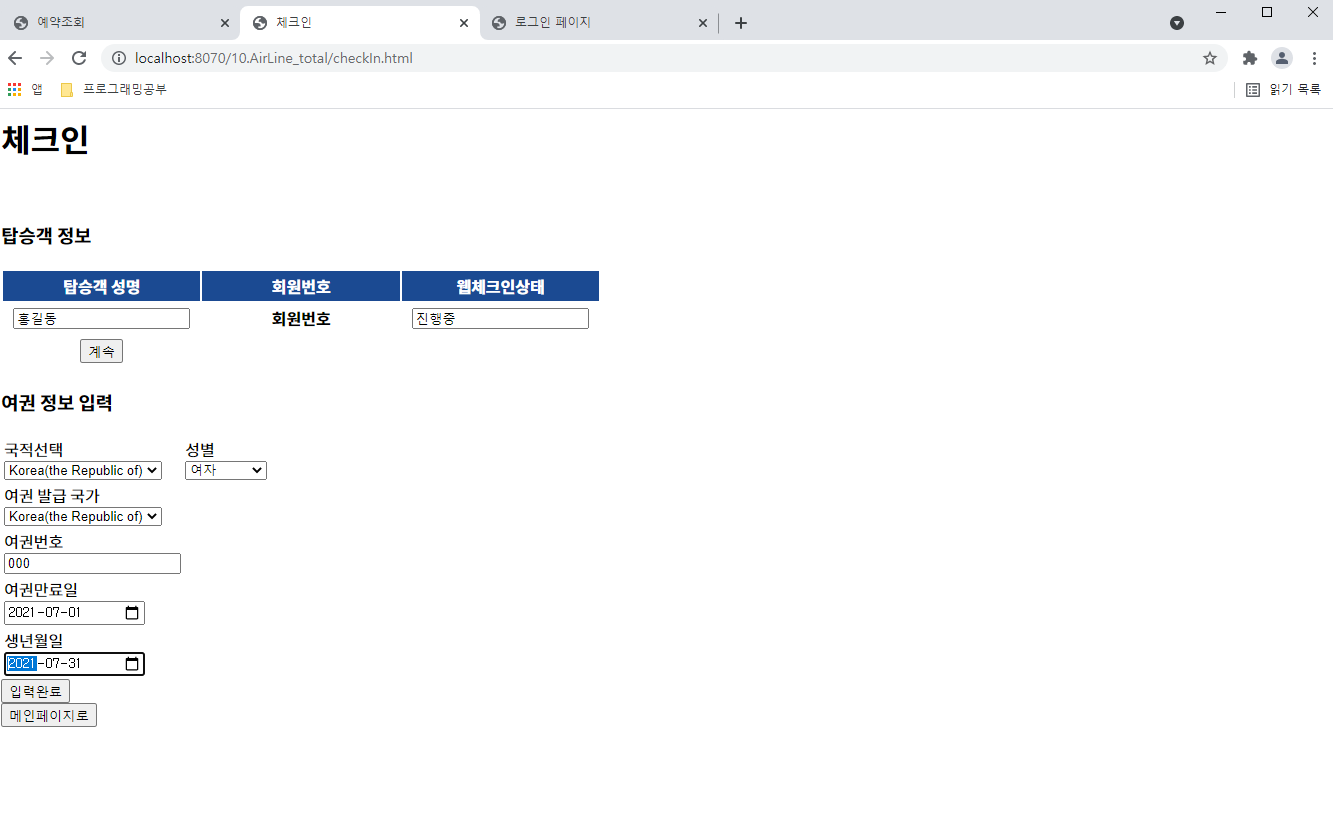 예약조회 체크인 로그인 페이지
localhost:8070/10.AirLine_total/checkIn.html
앱 프로그래밍공부 읽기 목록
체크인
탑승객 정보
탑승객 성명 회원번호 웹체크인상태
홍길동 회원번호 진행중
계속
여권 정보 입력
국적선택 성별
Korea(the Republic of) 여자
여권 발급 국가
Korea(the Republic of)
여권번호
000
여권만료일
2021-07-01
생년월일
2021-07-31
입력완료
메인페이지로